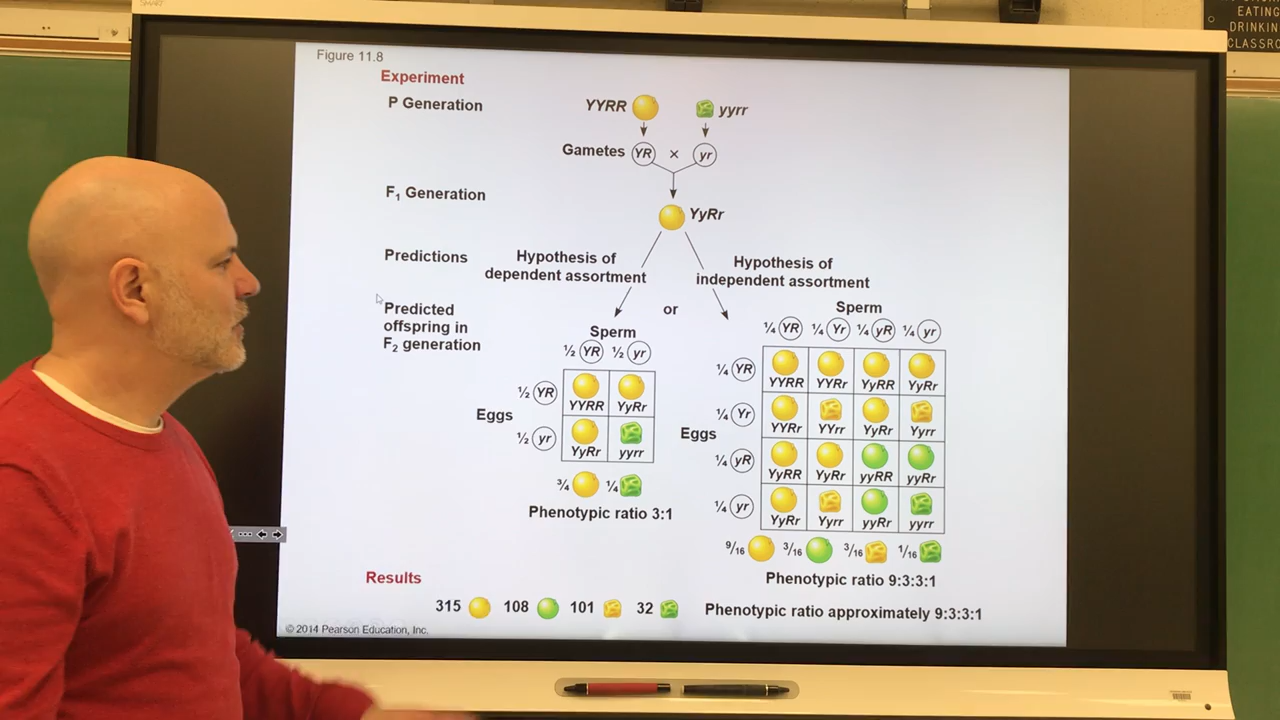 SMART
EATING
DRINKIN
CLASSRO
Figure 11.8
Experiment
P Generation
YYRR
yyrr
Gametes YR × yr
F₁ Generation
YyRr
Predictions
Hypothesis of
dependent assortment
Hypothesis of
independent assortment
or
Predicted
offspring in
F₂ generation
Sperm
½ YR ½ yr
Eggs
½ YR
YYRR YyRr
½ yr
YyRr yyrr
¾ ¼
Phenotypic ratio 3:1
Sperm
¼ YR ¼ Yr ¼ yR ¼ yr
Eggs
¼ YR
YYRR YYRr YyRR YyRr
¼ Yr
YYRr YYrr YyRr Yyrr
¼ yR
YyRR YyRr yyRR yyRr
¼ yr
YyRr Yyrr yyRr yyrr
9/16 3/16 3/16 1/16
Phenotypic ratio 9:3:3:1
Results
315 108 101 32 Phenotypic ratio approximately 9:3:3:1
© 2014 Pearson Education, Inc.